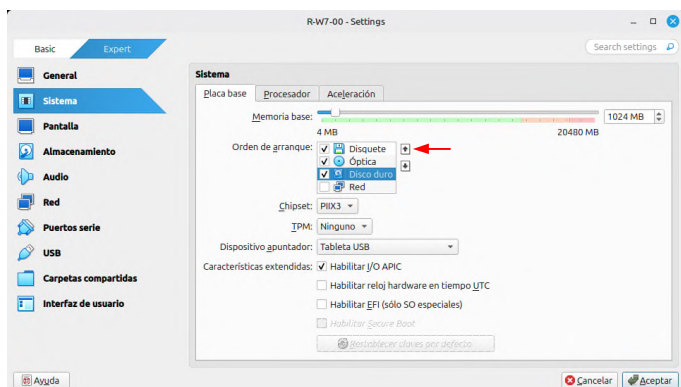 R-W7-00 - Settings
Basic Expert Search settings
General
Sistema
Pantalla
Almacenamiento
Audio
Red
Puertos serie
USB
Carpetas compartidas
Interfaz de usuario
Sistema
Placa base Procesador Aceleración
Memoria base: 1024 MB
4 MB 20480 MB
Orden de arranque: Disquete
Óptica
Disco duro
Red
Chipset: PIIX3
TPM: Ninguno
Dispositivo apuntador: Tableta USB
Características extendidas: Habilitar I/O APIC
Habilitar reloj hardware en tiempo UTC
Habilitar EFI (sólo SO especiales)
Habilitar Secure Boot
Restablecer claves por defecto
Ayuda Cancelar Aceptar